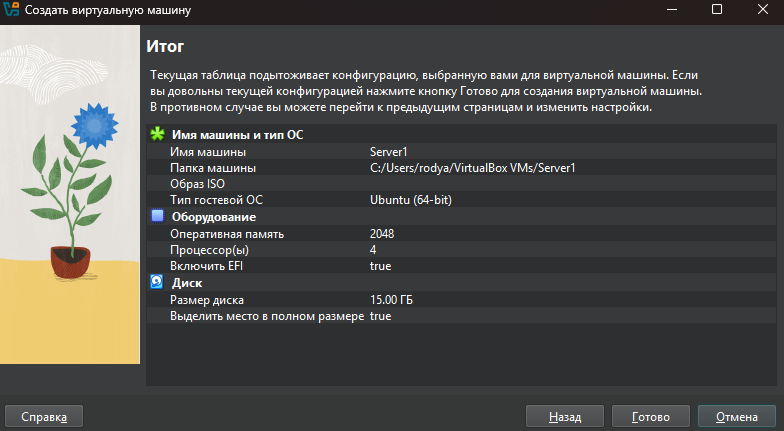 Создать виртуальную машину
Итог
Текущая таблица подытоживает конфигурацию, выбранную вами для виртуальной машины. Если
вы довольны текущей конфигурацией нажмите кнопку Готово для создания виртуальной машины.
В противном случае вы можете перейти к предыдущим страницам и изменить настройки.
Имя машины и тип ОС
Имя машины Server1
Папка машины C:/Users/rodya/VirtualBox VMs/Server1
Образ ISO
Тип гостевой ОС Ubuntu (64-bit)
Оборудование
Оперативная память 2048
Процессор(ы) 4
Включить EFI true
Диск
Размер диска 15.00 ГБ
Выделить место в полном размере true
Справка Назад Готово Отмена